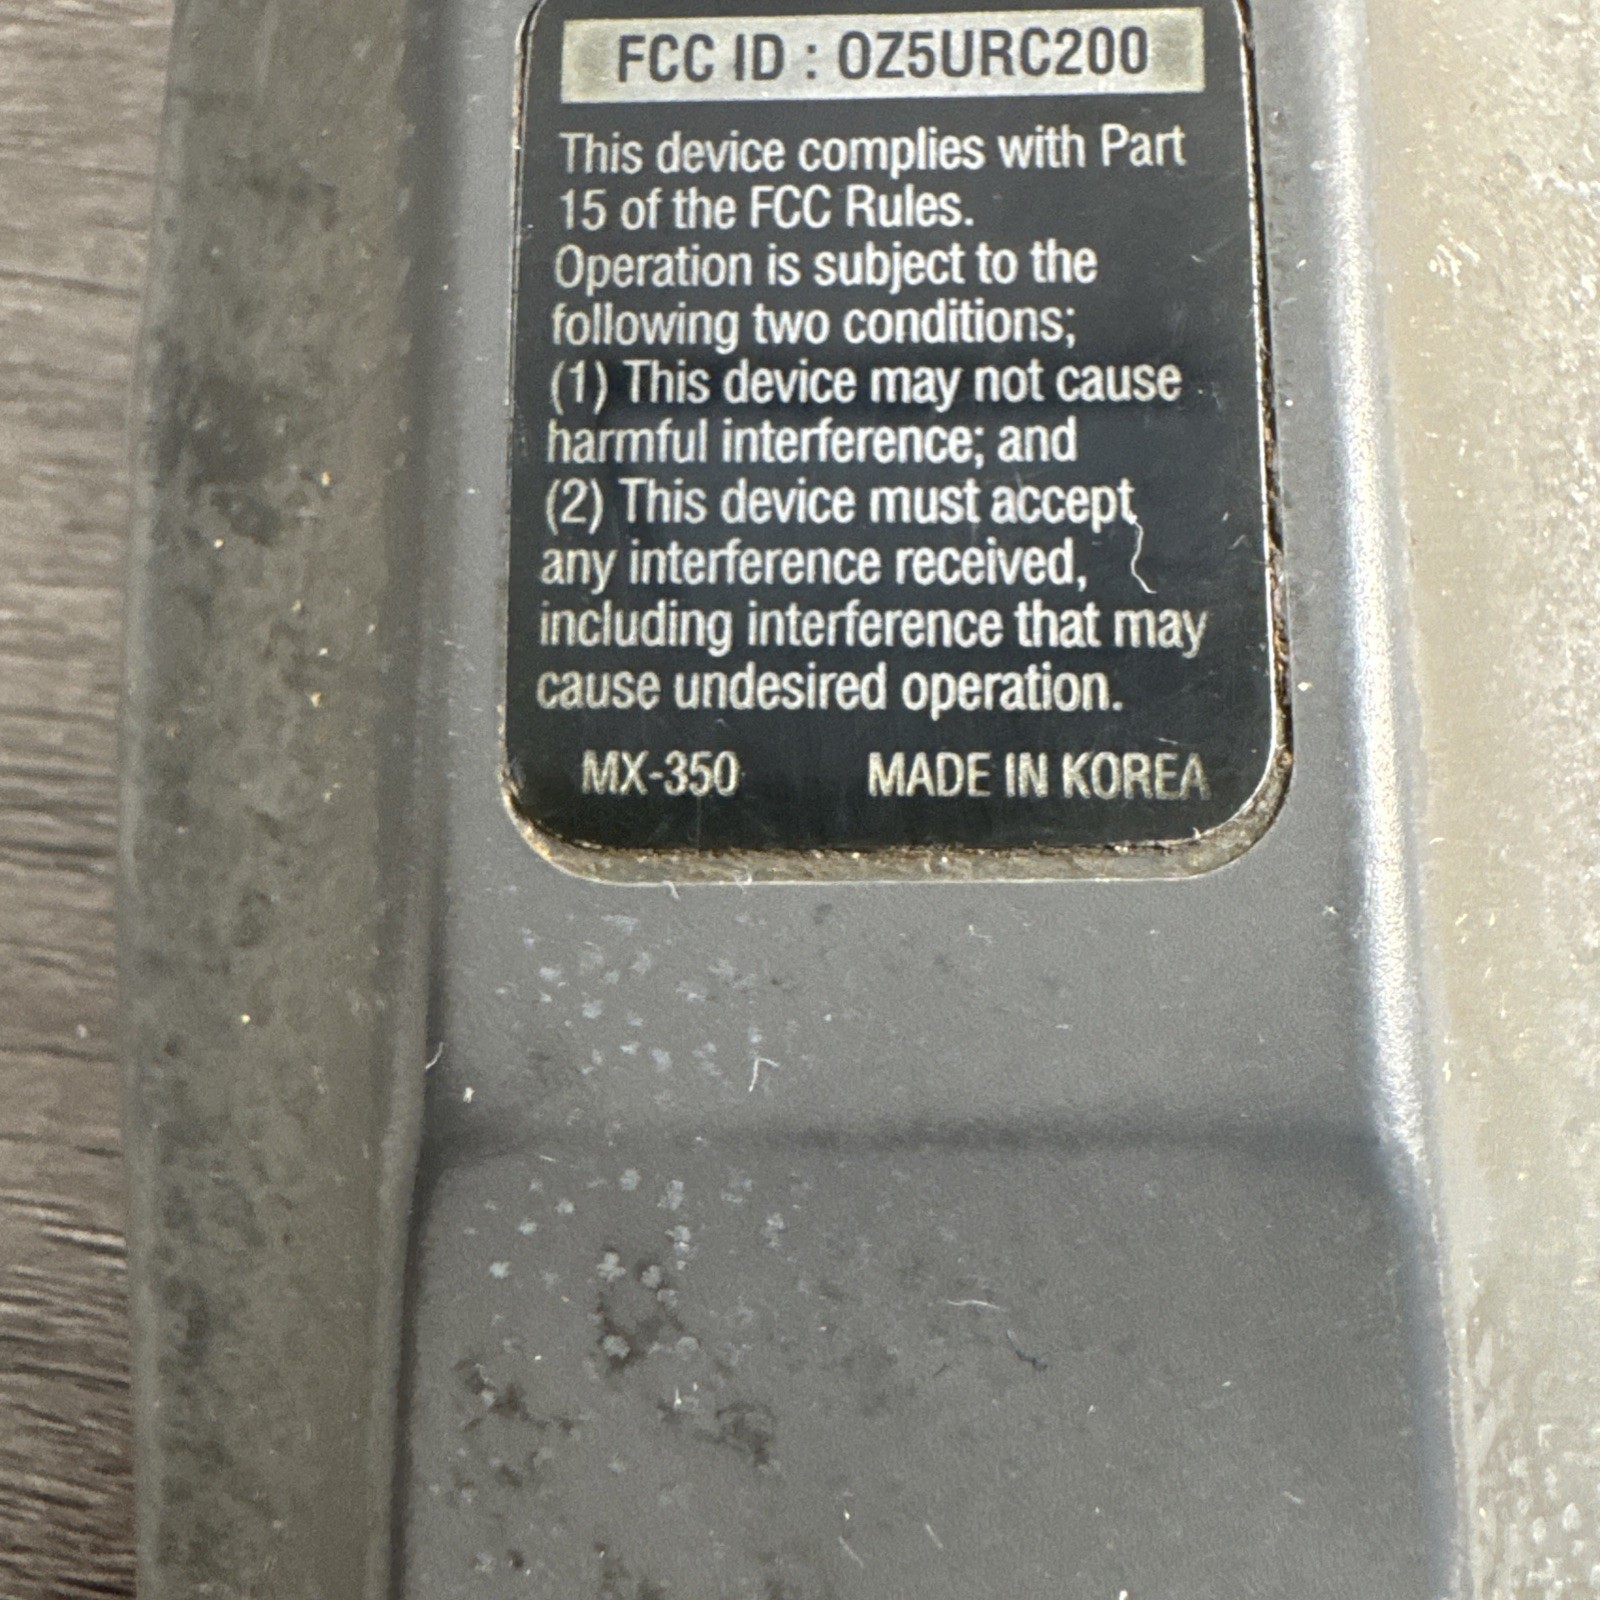 FCC ID : OZ5URC200
This device complies with Part
15 of the FCC Rules.
Operation is subject to the
following two conditions;
(1) This device may not cause
harmful interference; and
(2) This device must accept
any interference received,
including interference that may
cause undesired operation.
MX-350 MADE IN KOREA